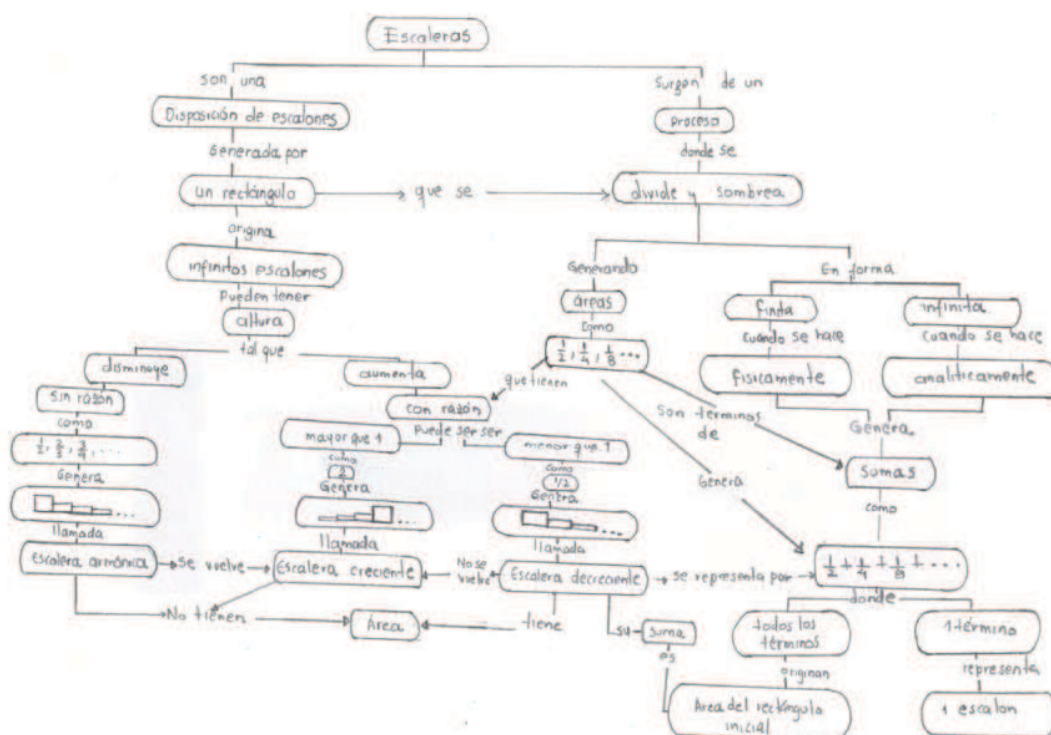 Escaleras
son una
Surgen de un
Disposición de escalones
proceso
Generada por
donde se
un rectángulo
que se
divide y sombrea
origina
infinitos escalones
Generando
En forma
Pueden tener
áreas
finita
infinita
altura
como
cuando se hace
cuando se hace
tal que
1/2, 1/4, 1/8 ...
físicamente
analíticamente
disminuye
aumenta
que tienen
sin razón
con razón
Son términos
de
Genera
como
Puede ser ser
mayor que 1
menor que 1
1/2, 2/3, 3/4, ...
como
como
2
1/2
Genera
Somas
Genera
Genera
Genera
como
...
...
...
llamada
llamada
llamada
Escalera armónica
se vuelve
Escalera creciente
No se
vuelve
Escalera decreciente
se representa por
1/2 + 1/4 + 1/8 + ...
donde
No tienen
Área
tiene
su
Suma
todos los
términos
1 término
es
originan
representa
Area del rectángulo
inicial
1 escalon